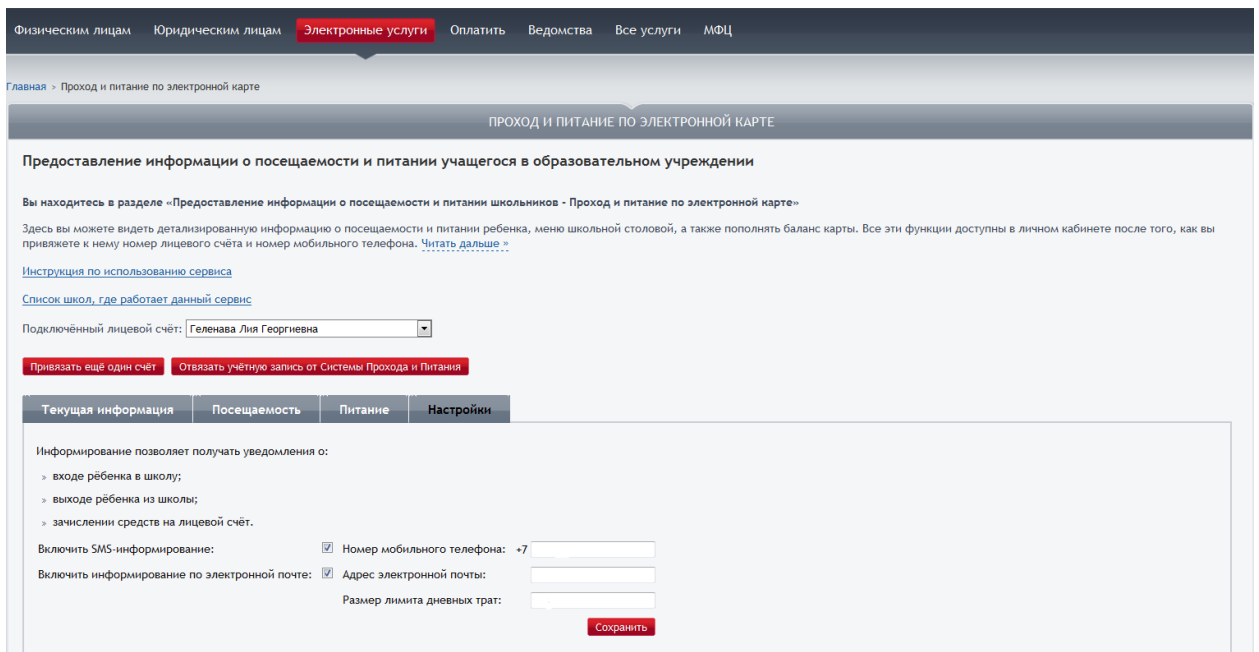 Физическим лицам Юридическим лицам Электронные услуги Оплатить Ведомства Все услуги МФЦ
Главная > Проход и питание по электронной карте
ПРОХОД И ПИТАНИЕ ПО ЭЛЕКТРОННОЙ КАРТЕ
Предоставление информации о посещаемости и питании учащегося в образовательном учреждении
Вы находитесь в разделе «Предоставление информации о посещаемости и питании школьников - Проход и питание по электронной карте»
Здесь вы можете видеть детализированную информацию о посещаемости и питании ребенка, меню школьной столовой, а также пополнять баланс карты. Все эти функции доступны в личном кабинете после того, как вы
привяжете к нему номер лицевого счёта и номер мобильного телефона. Читать дальше »
Инструкция по использованию сервиса
Список школ, где работает данный сервис
Подключённый лицевой счёт: Геленава Лия Георгиевна
Привязать ещё один счёт Отвязать учётную запись от Системы Прохода и Питания
Текущая информация Посещаемость Питание Настройки
Информирование позволяет получать уведомления о:
» входе рёбенка в школу;
» выходе рёбенка из школы;
» зачислении средств на лицевой счёт.
Включить SMS-информирование: Номер мобильного телефона: +7
Включить информирование по электронной почте: Адрес электронной почты:
Размер лимита дневных трат:
Сохранить